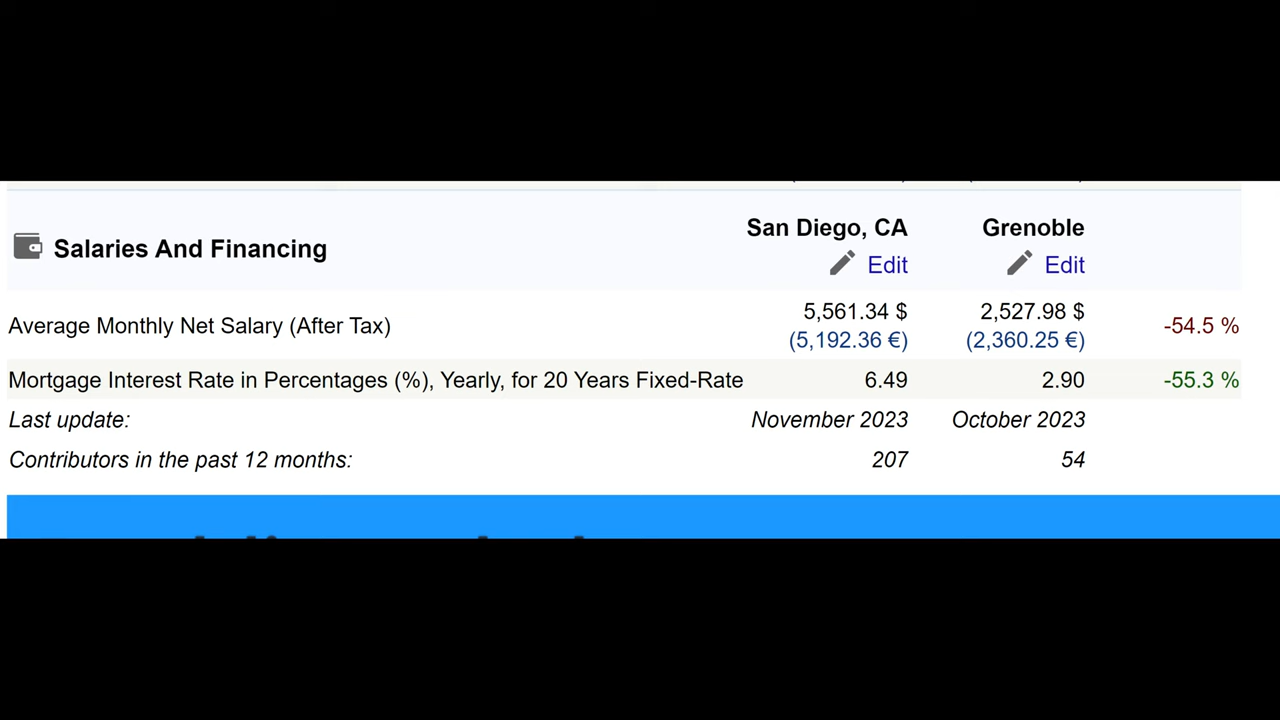 Salaries And Financing San Diego, CA Grenoble
Edit Edit
Average Monthly Net Salary (After Tax) 5,561.34 $ 2,527.98 $ -54.5 %
(5,192.36 €) (2,360.25 €)
Mortgage Interest Rate in Percentages (%), Yearly, for 20 Years Fixed-Rate 6.49 2.90 -55.3 %
Last update: November 2023 October 2023
Contributors in the past 12 months: 207 54